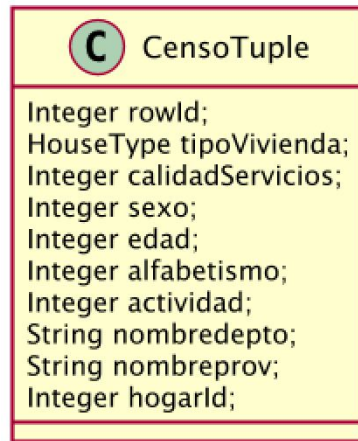 C CensoTuple
Integer rowId;
HouseType tipoVivienda;
Integer calidadServicios;
Integer sexo;
Integer edad;
Integer alfabetismo;
Integer actividad;
String nombredepto;
String nombreprov;
Integer hogarId;